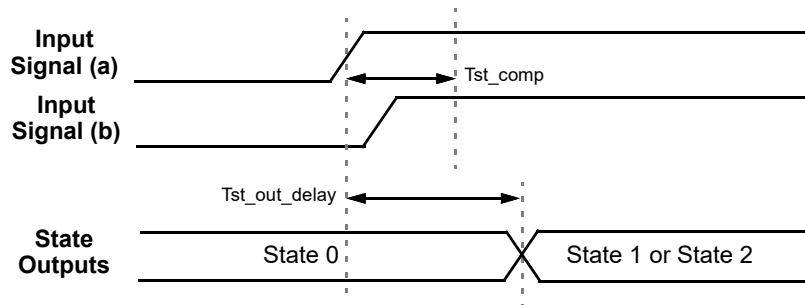 Input
Signal (a)
Tst_comp
Input
Signal (b)
Tst_out_delay
State
Outputs
State 0
State 1 or State 2